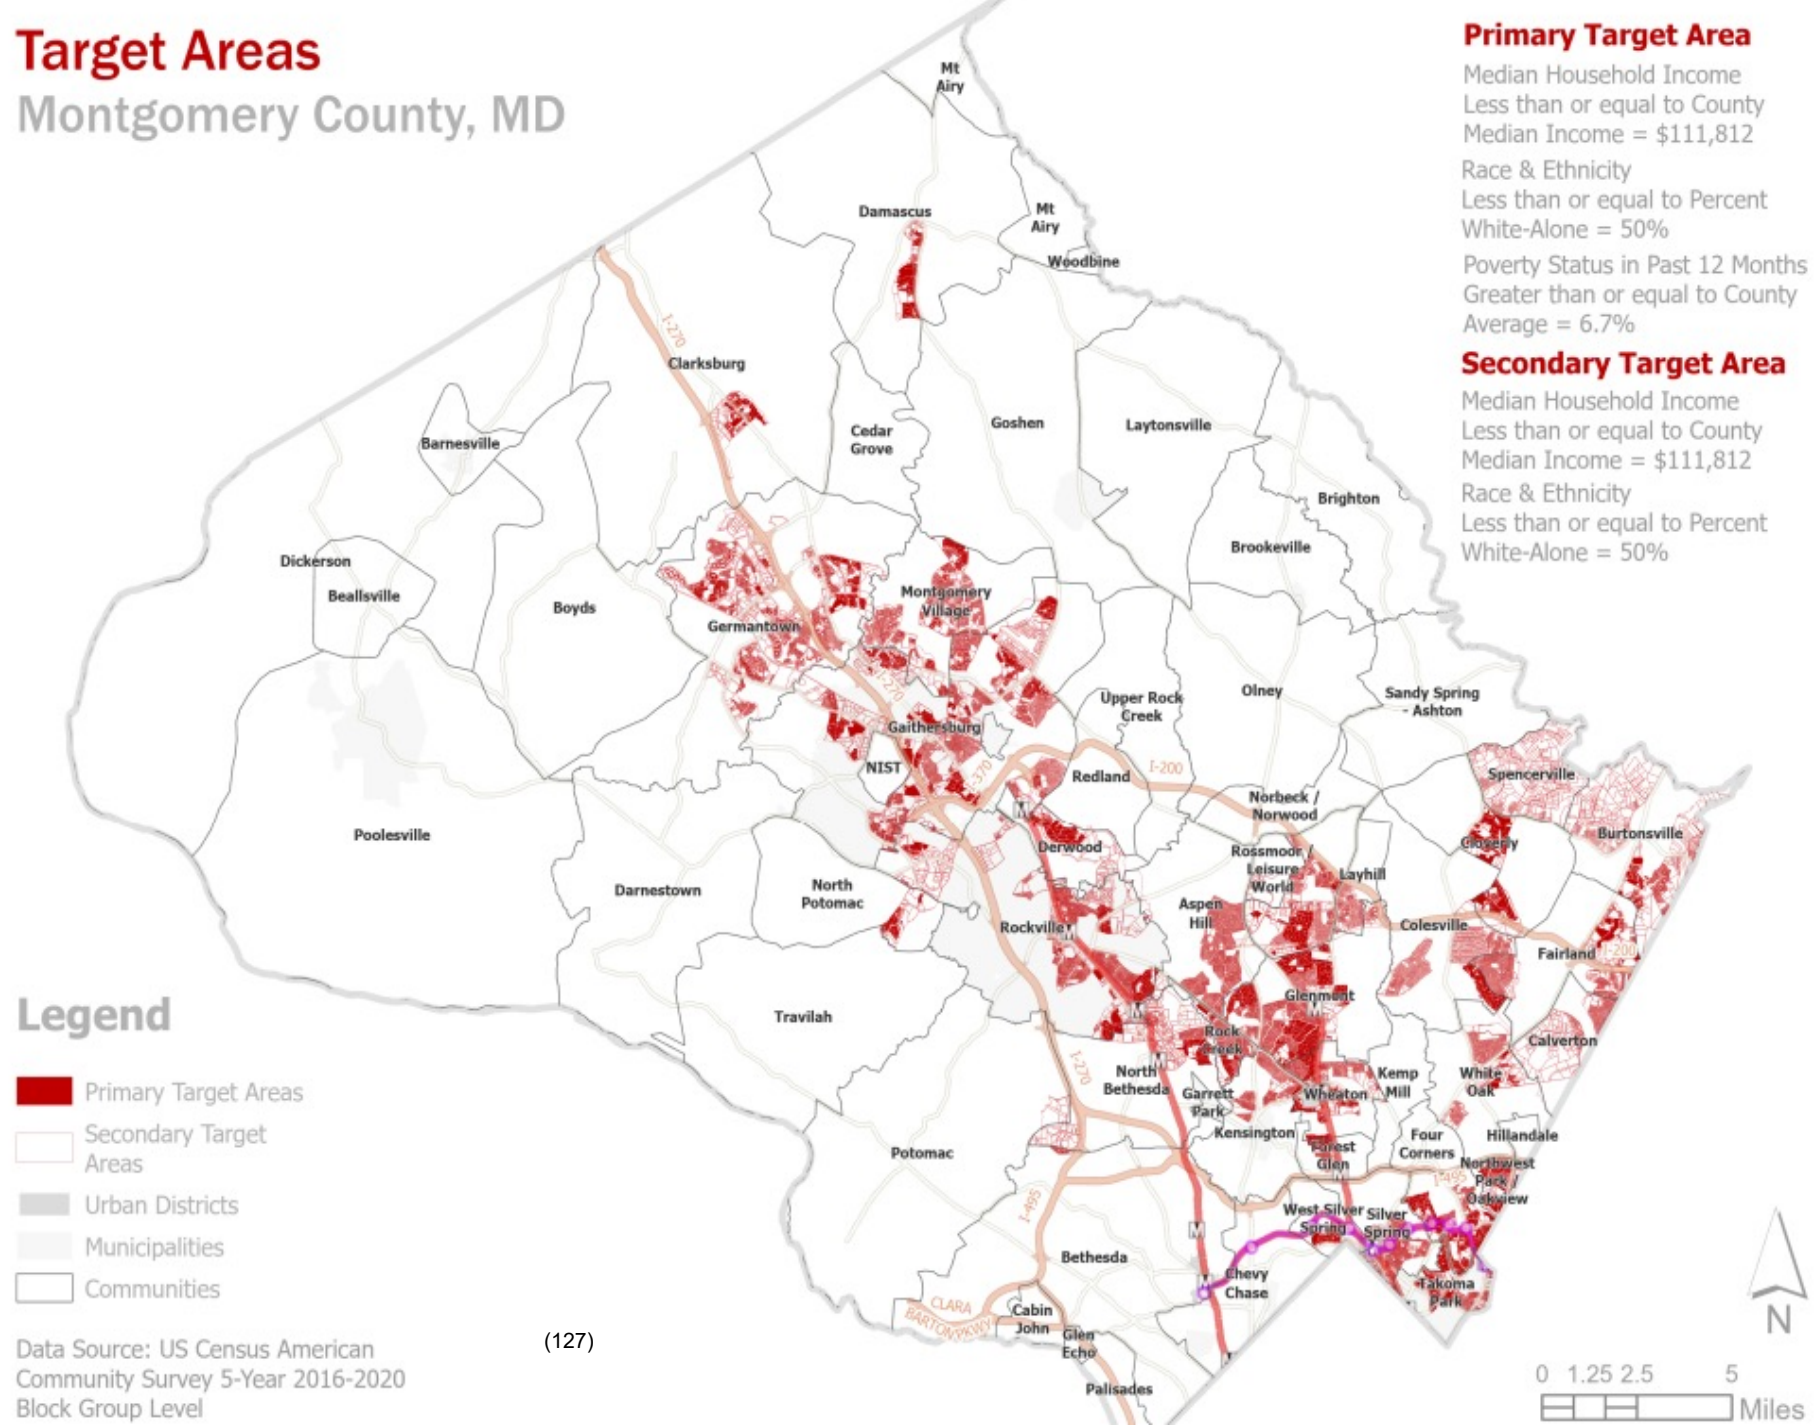 Target Areas
Montgomery County, MD
Primary Target Area
Median Household Income
Less than or equal to County
Median Income = $111,812
Race & Ethnicity
Less than or equal to Percent
White-Alone = 50%
Poverty Status in Past 12 Months
Greater than or equal to County
Average = 6.7%
Secondary Target Area
Median Household Income
Less than or equal to County
Median Income = $111,812
Race & Ethnicity
Less than or equal to Percent
White-Alone = 50%
Mt
Airy
Damascus
Mt
Airy
Woodbine
I-270
Clarksburg
Barnesville
Cedar
Grove
Goshen
Laytonsville
Brighton
Brookeville
Dickerson
Beallsville
Boyds
Montgomery
Village
Germantown
I-270
Upper Rock
Creek
Olney
Sandy Spring
- Ashton
Gaithersburg
NIST
I-370
Redland
I-200
Spencerville
Norbeck /
Norwood
Poolesville
Derwood
Cloverly
Burtonsville
Rossmoor /
Leisure
World
Layhill
Darnestown
North
Potomac
Aspen
Hill
Rockville
M
M
Colesville
Fairland
I-200
Glenmont
M
M
Travilah
Rock
Creek
Calverton
I-270
North
Bethesda
M
Garrett
Park
Wheaton
Kemp
Mill
White
Oak
Kensington
Potomac
Forest
Glen
M
Four
Corners
Hillandale
Northwest
Park /
Oakview
I-495
I-495
West Silver
Spring
Silver
Spring
M
Bethesda
Chevy
Chase
Takoma
Park
CLARA
BARTON PKWY
Cabin
John
Glen
Echo
Palisades
Legend
Primary Target Areas
Secondary Target
Areas
Urban Districts
Municipalities
Communities
Data Source: US Census American
Community Survey 5-Year 2016-2020
Block Group Level
(127)
N
0 1.25 2.5 5
Miles